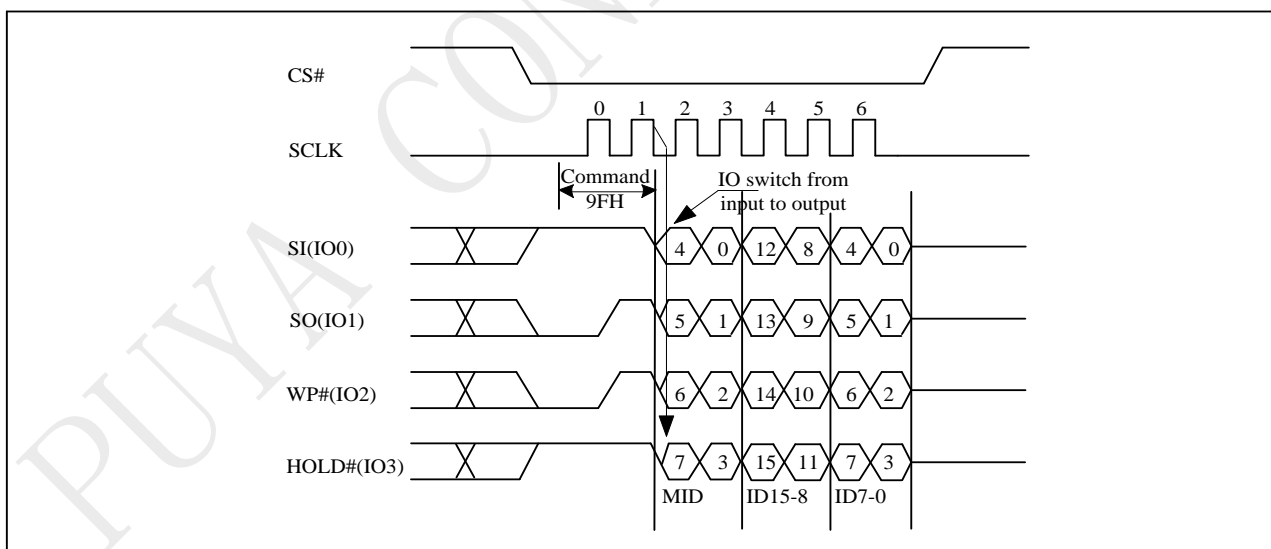 PUYA CON
CS#
0 1 2 3 4 5 6
SCLK
Command
9FH
IO switch from
input to output
SI(IO0) 4 0 12 8 4 0
SO(IO1) 5 1 13 9 5 1
WP#(IO2) 6 2 14 10 6 2
HOLD#(IO3) 7 3 15 11 7 3
MID ID15-8 ID7-0